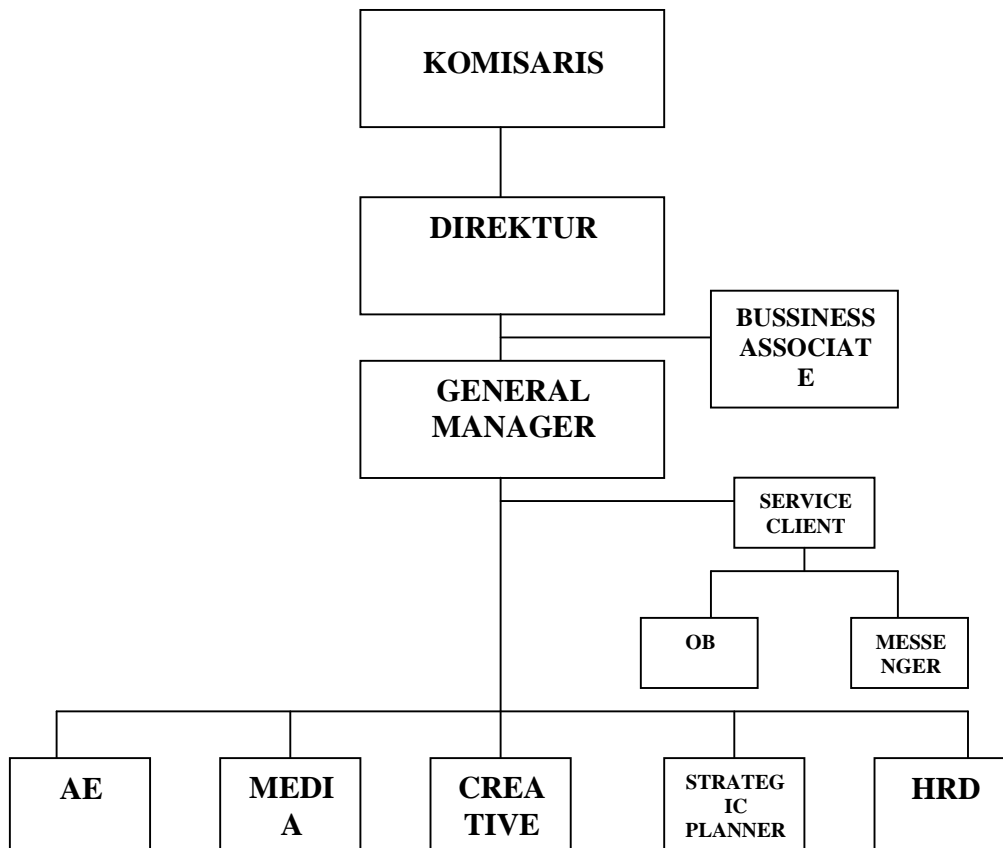 KOMISARIS
DIREKTUR
BUSSINESS
ASSOCIAT
E
GENERAL
MANAGER
SERVICE
CLIENT
OB
MESSE
NGER
AE
MEDI
A
CREA
TIVE
STRATEG
IC
PLANNER
HRD